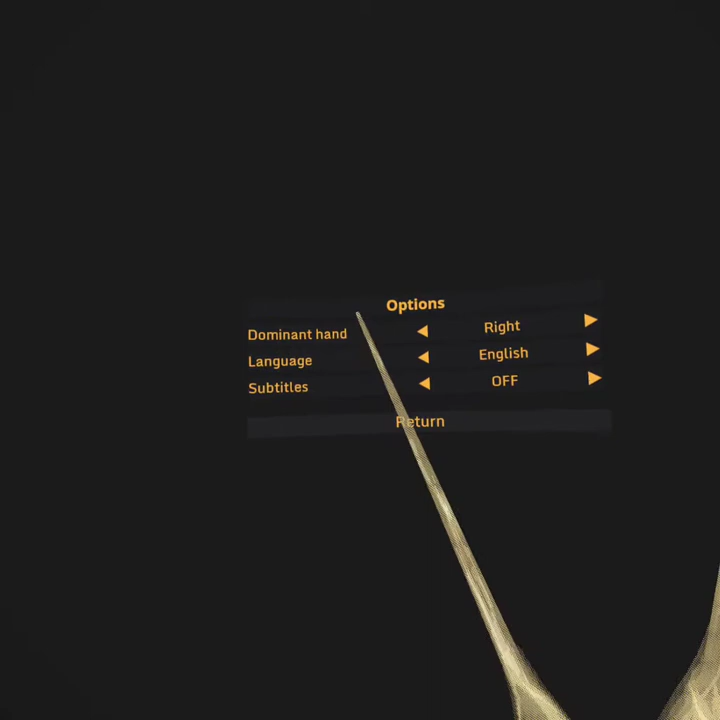 Options
Dominant hand ◀ Right ▶
Language ◀ English ▶
Subtitles ◀ OFF ▶
Return